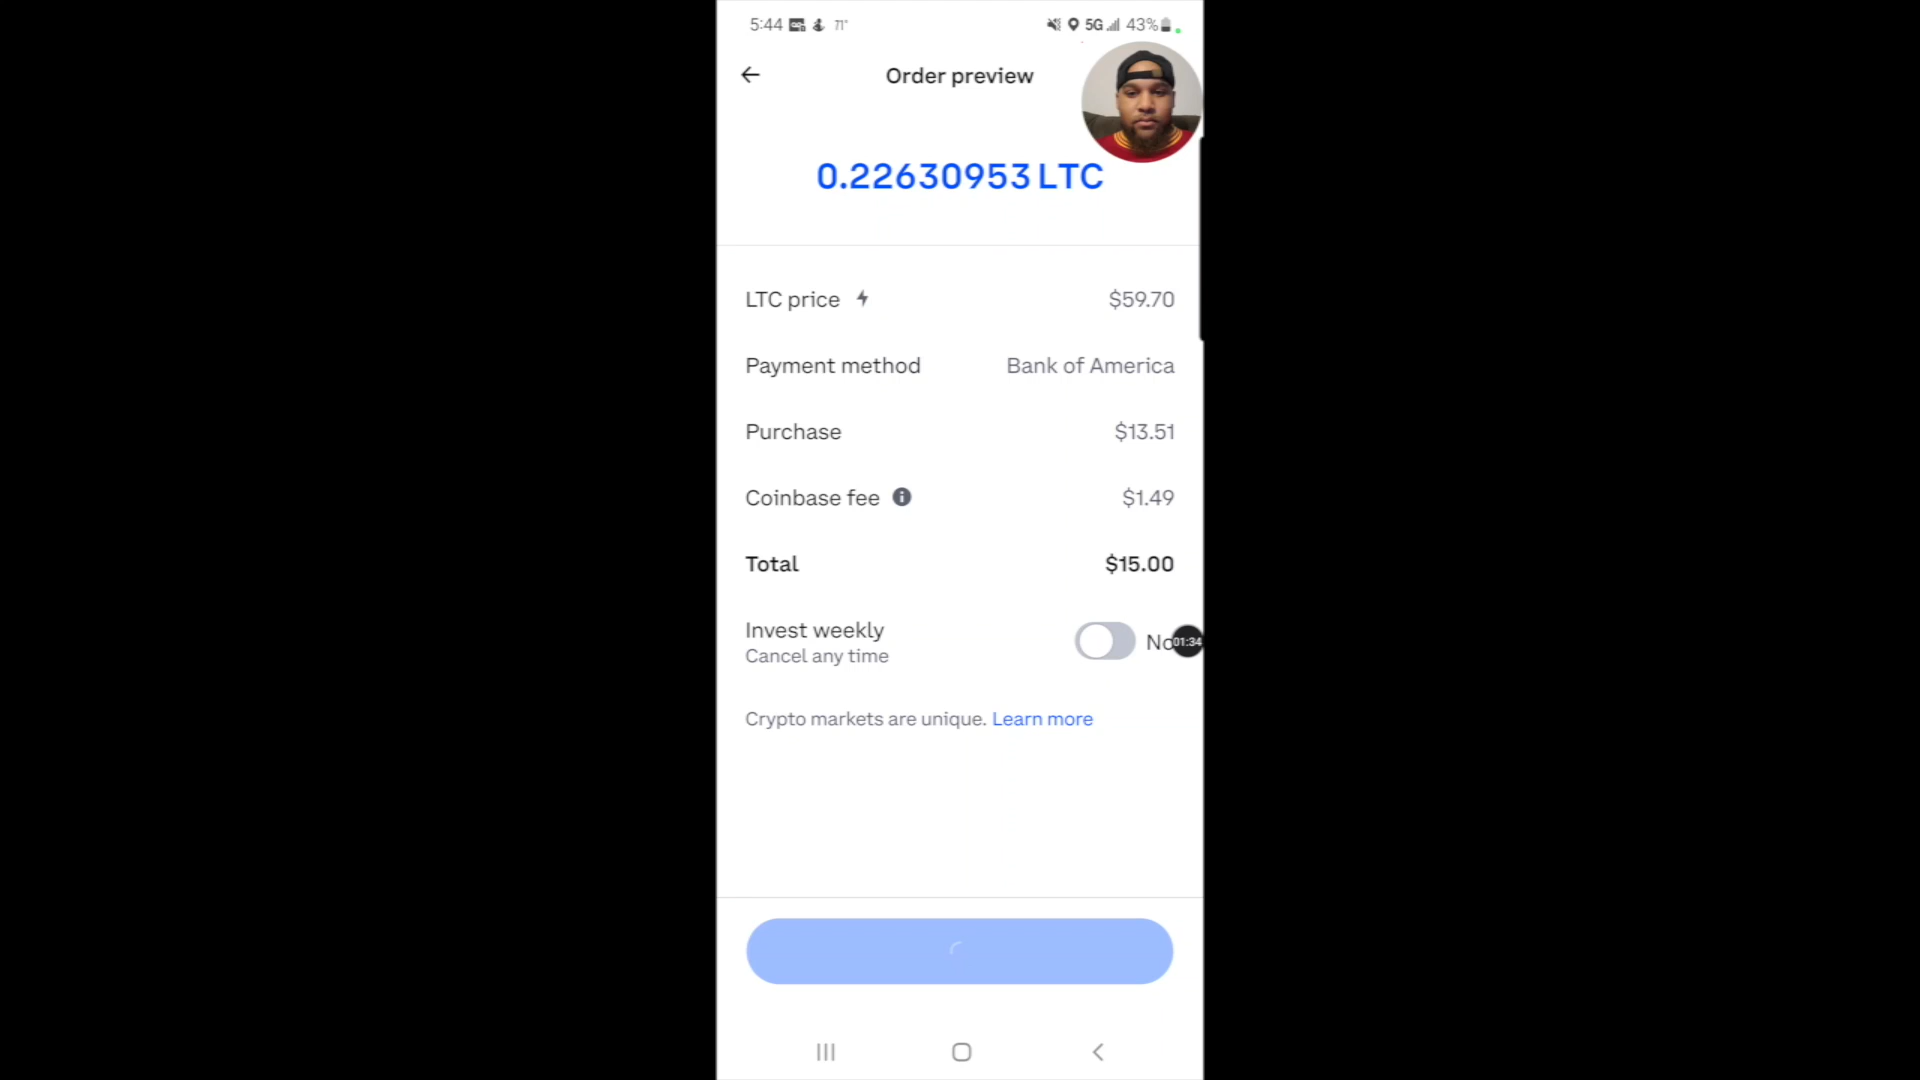 5:44 71°
5G 43%
Order preview
0.22630953 LTC
LTC price $59.70
Payment method Bank of America
Purchase $13.51
Coinbase fee $1.49
Total $15.00
Invest weekly
No 01:34
Cancel any time
Crypto markets are unique. Learn more